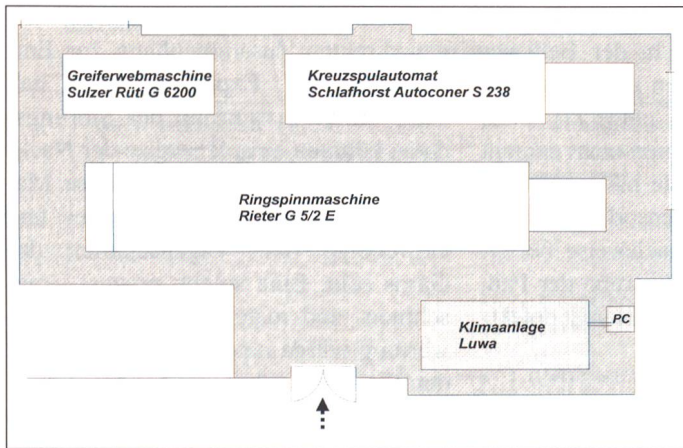 Greiferwebmaschine
Sulzer Rüti G 6200
Kreuzspulautomat
Schlafhorst Autoconer S 238
Ringspinnmaschine
Rieter G 5/2 E
Klimaanlage
Luwa
PC